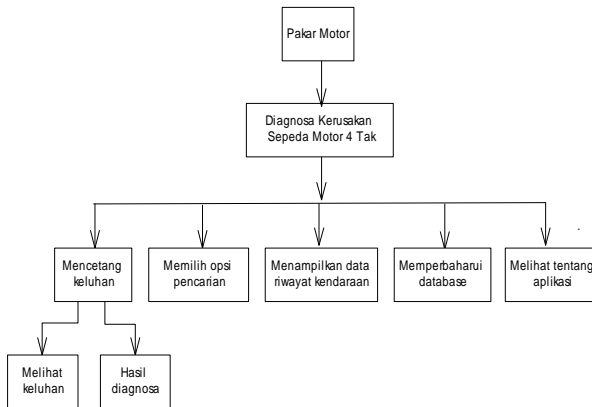 Pakar Motor
Diagnosa Kerusakan
Sepeda Motor 4 Tak
Mencetang
keluhan
Memilih opsi
pencarian
Menampilkan data
riwayat kendaraan
Memperbaharui
database
Melihat tentang
aplikasi
Melihat
keluhan
Hasil
diagnosa